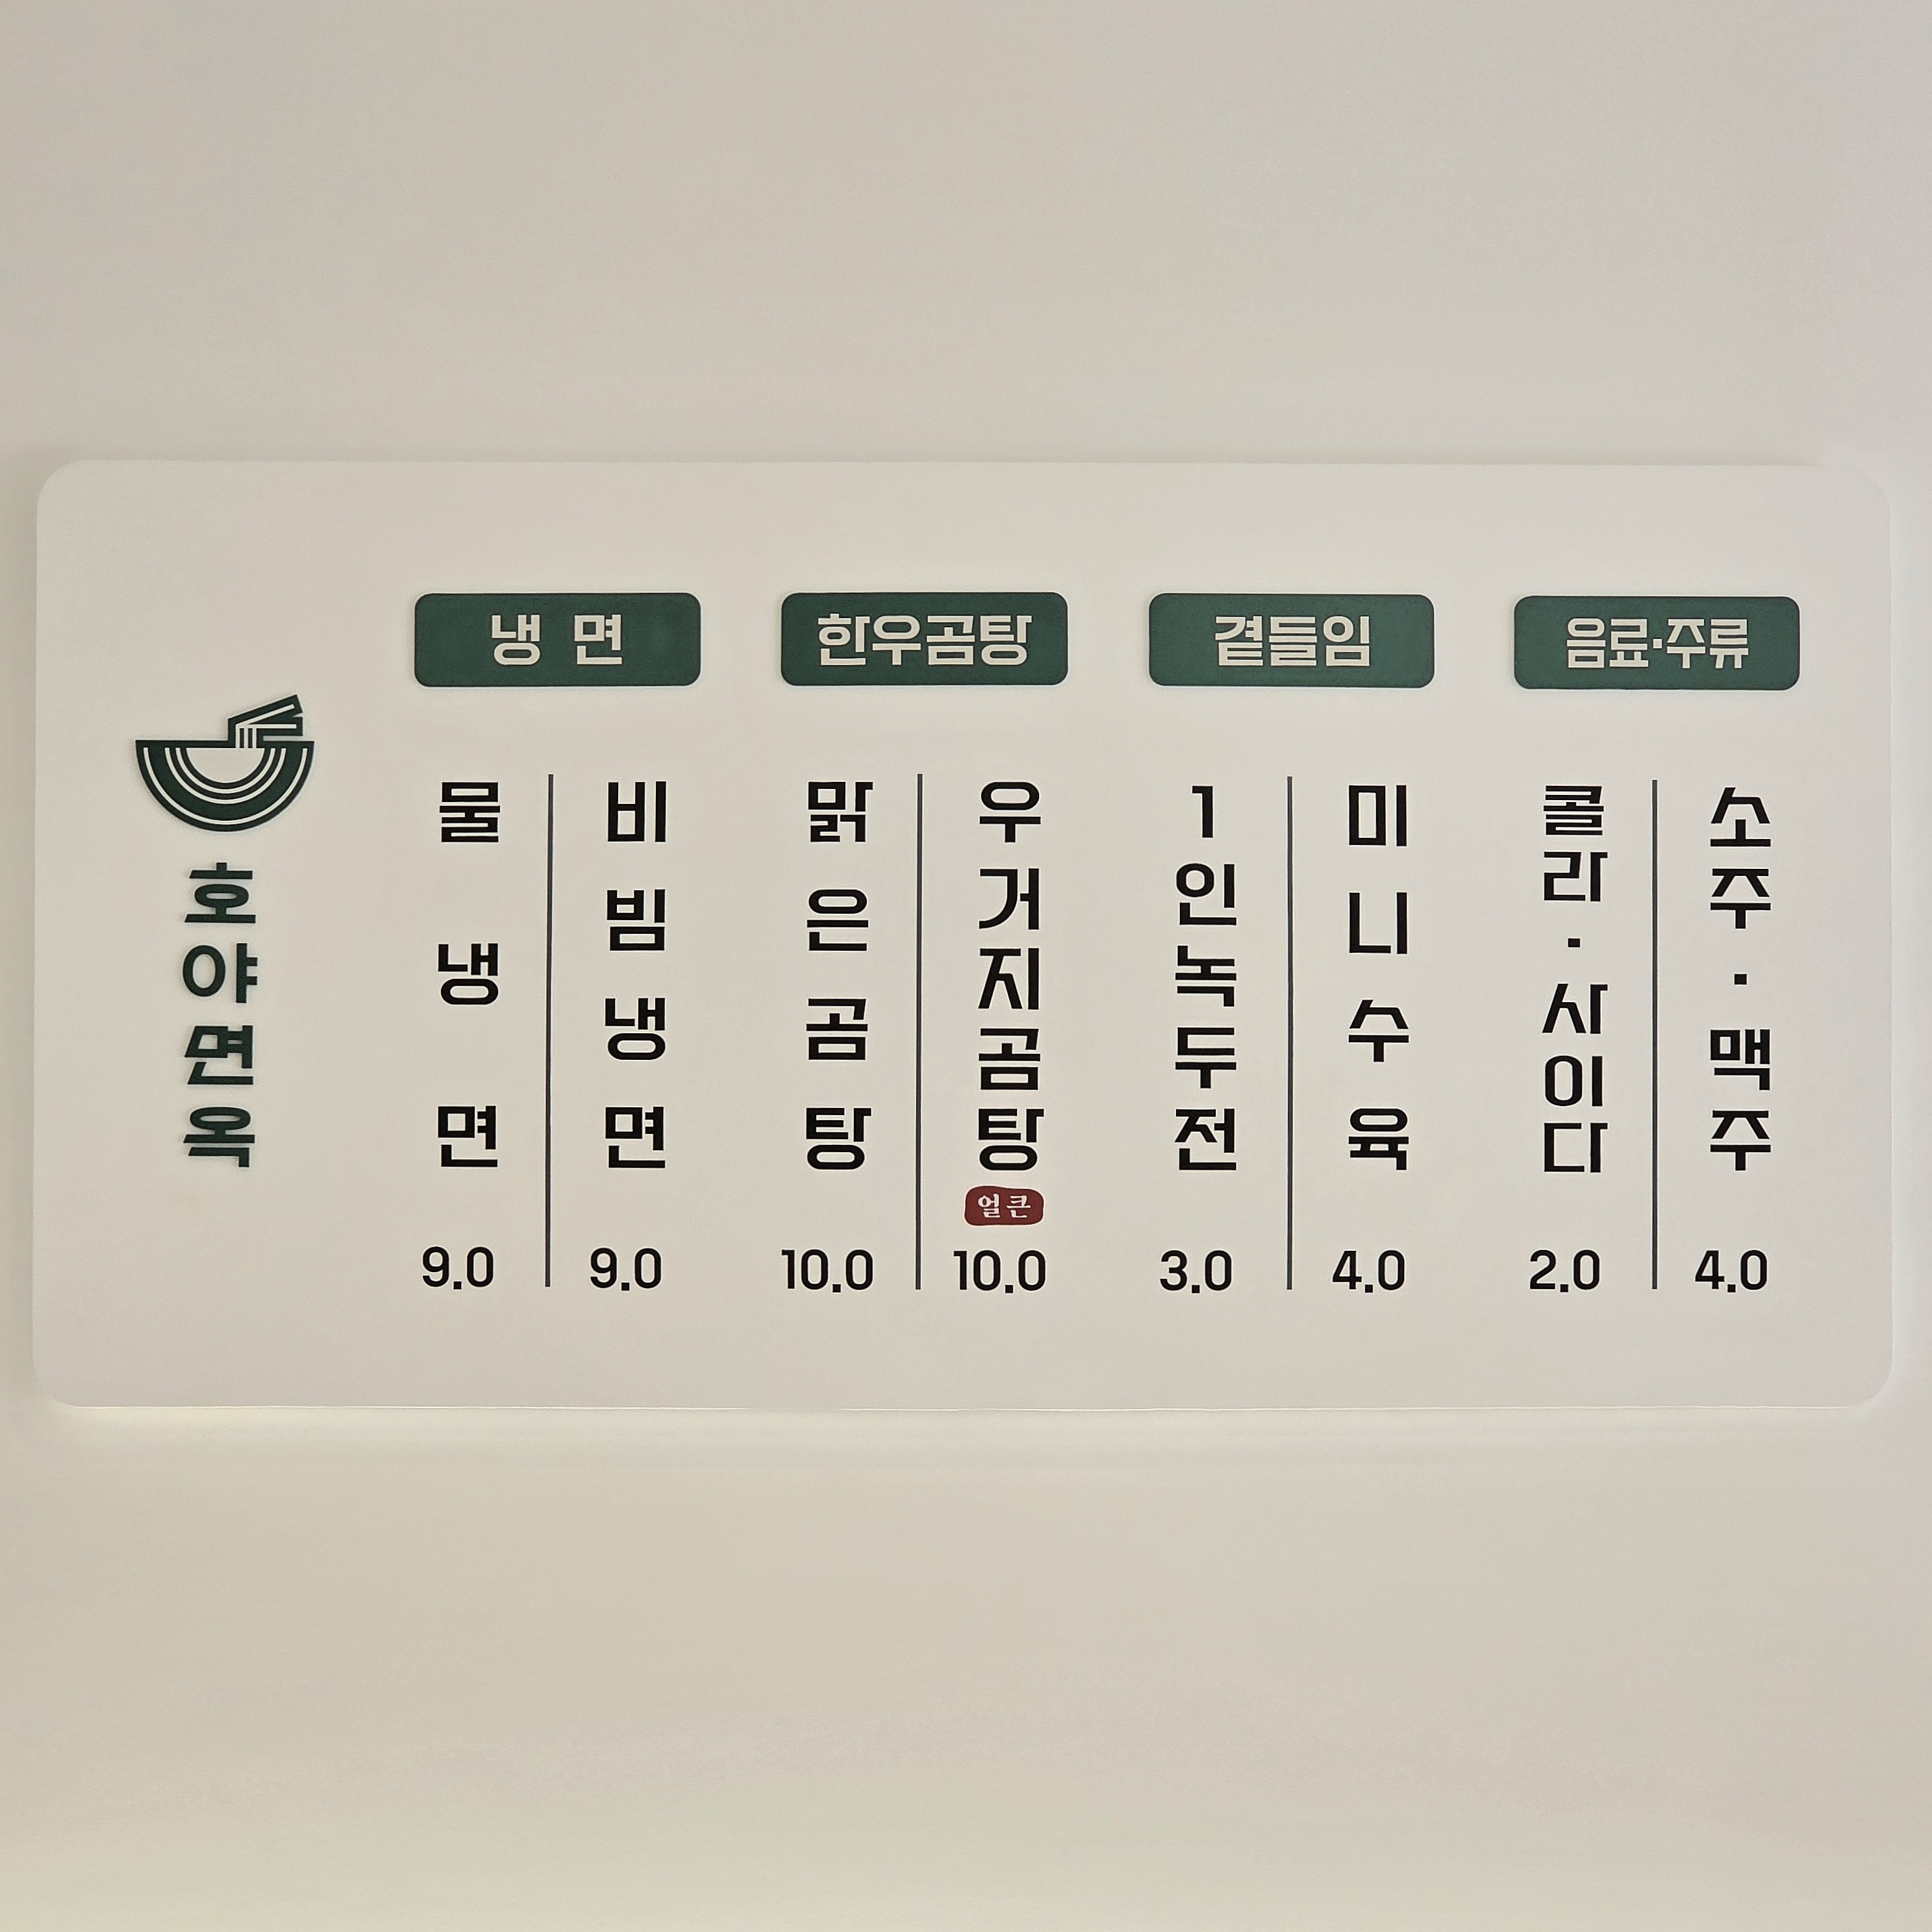 호야면옥
냉 면
물냉면
9.0
비빔냉면
9.0
한우곰탕
맑은곰탕
10.0
우거지곰탕
얼큰
10.0
곁들임
1인녹두전
3.0
미니수육
4.0
음료·주류
콜라·사이다
2.0
소주·맥주
4.0